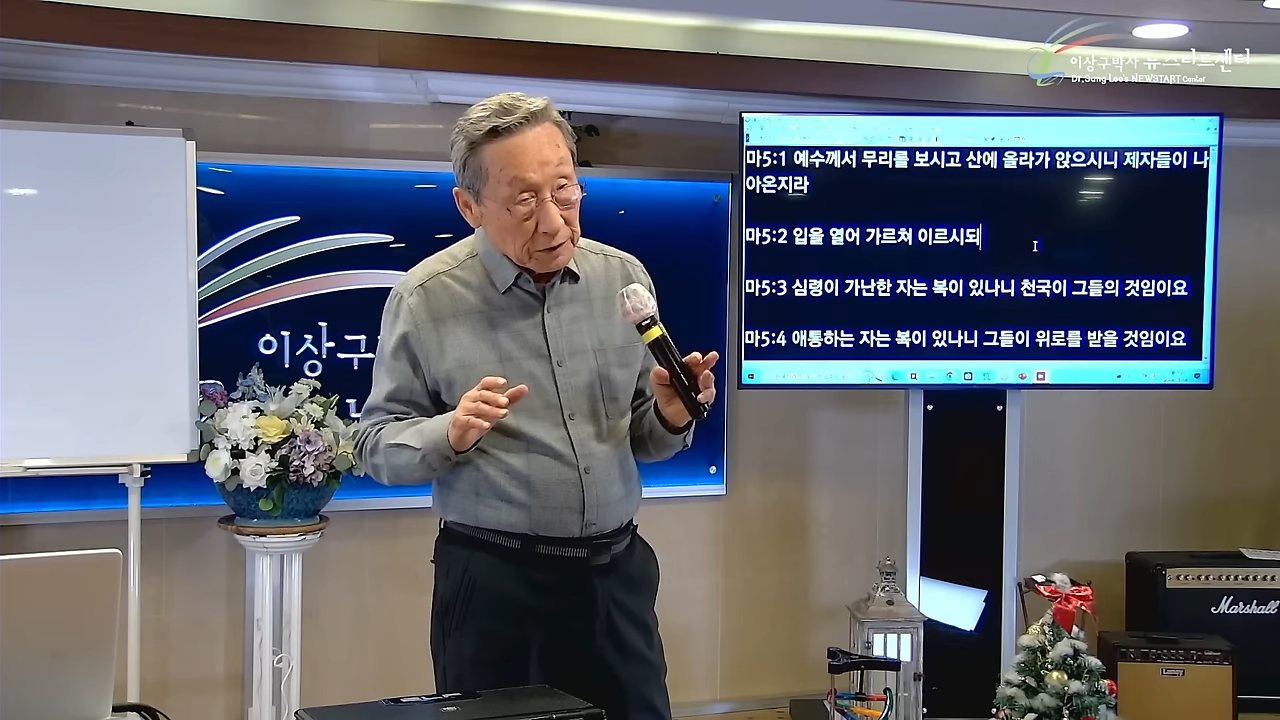 이상구박사 뉴스타트센터
Dr. Sang Lee's NEWSTART Center
마5:1 예수께서 무리를 보시고 산에 올라가 앉으시니 제자들이 나
아온지라
마5:2 입을 열어 가르쳐 이르시되
마5:3 심령이 가난한 자는 복이 있나니 천국이 그들의 것임이요
마5:4 애통하는 자는 복이 있나니 그들이 위로를 받을 것임이요
이상구
Marshall
Laney